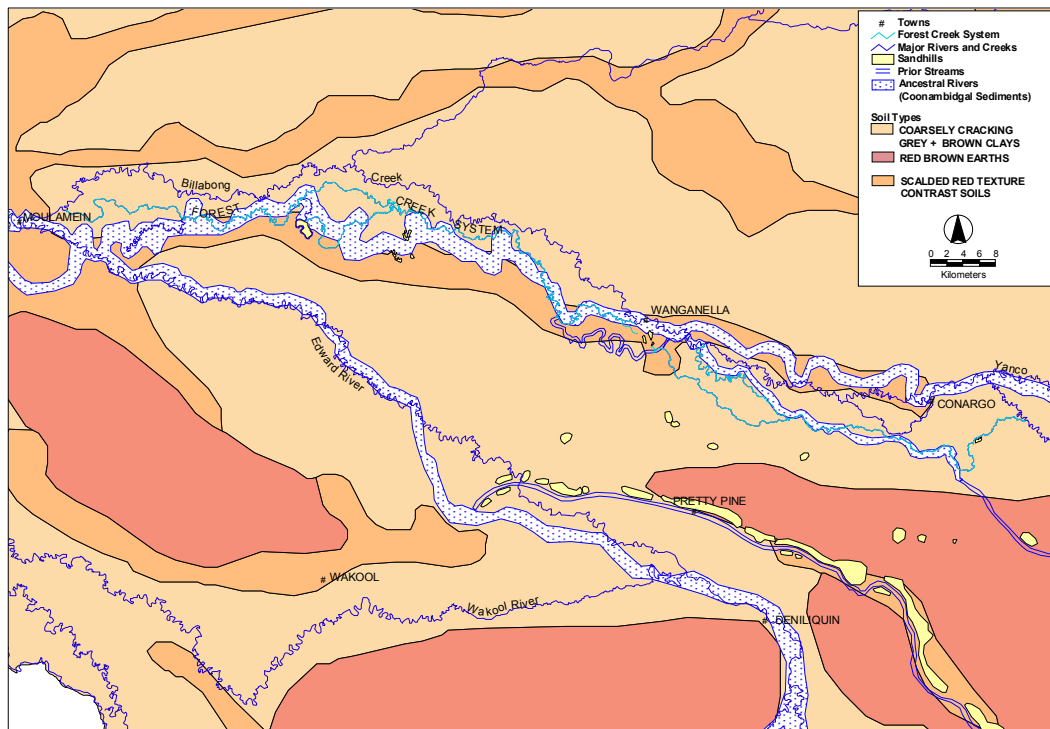 # Towns
Forest Creek System
Major Rivers and Creeks
Sandhills
Prior Streams
Ancestral Rivers
(Coonambidgal Sediments)
Soil Types
COARSELY CRACKING
GREY + BROWN CLAYS
RED BROWN EARTHS
SCALDED RED TEXTURE
CONTRAST SOILS
0 2 4 6 8
Kilometers
Billabong
Creek
FOREST
CREEK
SYSTEM
# MOULAMEIN
# WANGANELLA
Edward River
Yanco
# CONARGO
PRETTY PINE
#
# WAKOOL
Wakool River
# DENILIQUIN